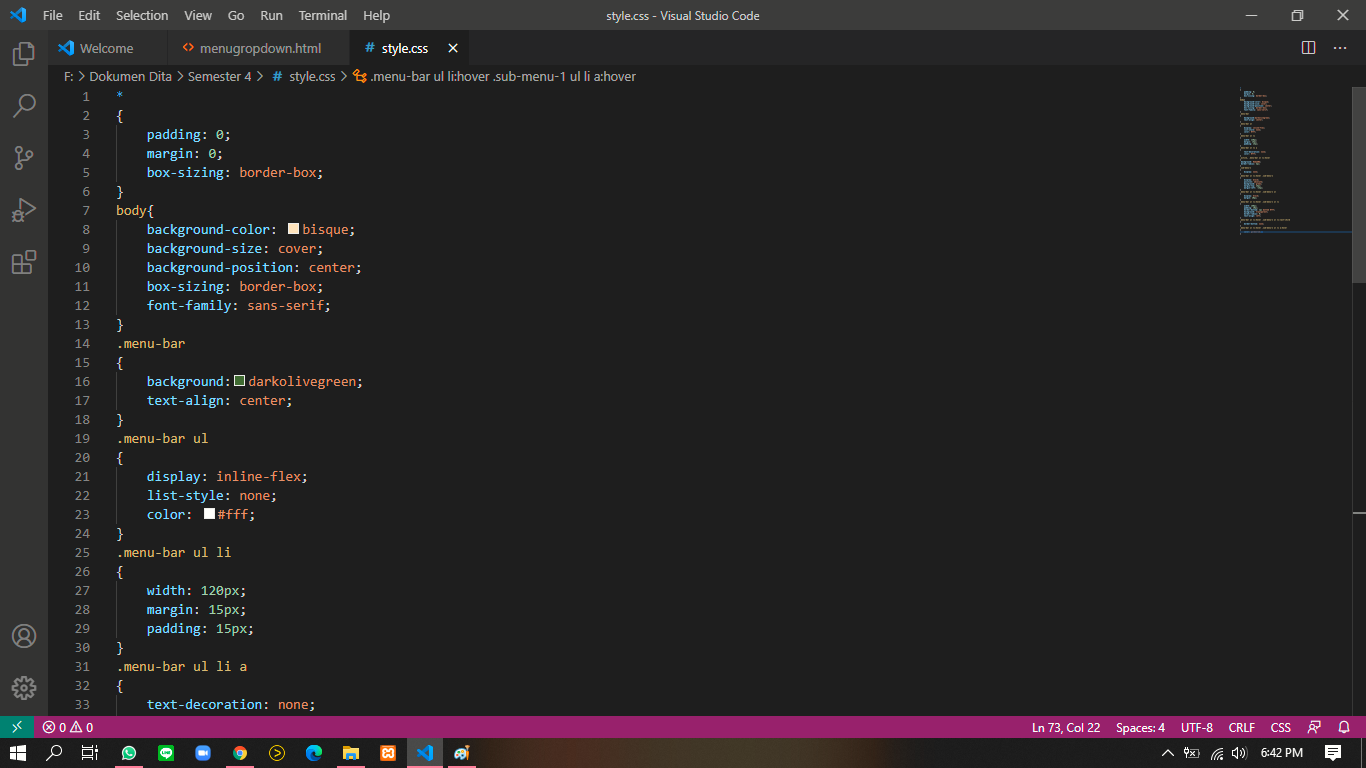 File Edit Selection View Go Run Terminal Help style.css - Visual Studio Code
Welcome menugropdown.html # style.css
F: > Dokumen Dita > Semester 4 > # style.css > .menu-bar ul li:hover .sub-menu-1 ul li a:hover
1 *
2 {
3 padding: 0;
4 margin: 0;
5 box-sizing: border-box;
6 }
7 body{
8 background-color: bisque;
9 background-size: cover;
10 background-position: center;
11 box-sizing: border-box;
12 font-family: sans-serif;
13 }
14 .menu-bar
15 {
16 background: darkolivegreen;
17 text-align: center;
18 }
19 .menu-bar ul
20 {
21 display: inline-flex;
22 list-style: none;
23 color: #fff;
24 }
25 .menu-bar ul li
26 {
27 width: 120px;
28 margin: 15px;
29 padding: 15px;
30 }
31 .menu-bar ul li a
32 {
33 text-decoration: none;
0 0 Ln 73, Col 22 Spaces: 4 UTF-8 CRLF CSS
6:42 PM